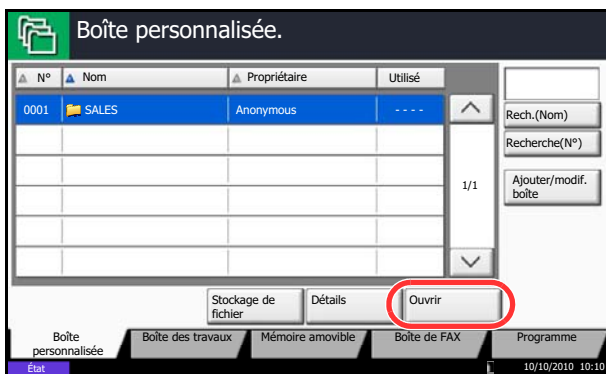 Boîte personnalisée.
N° Nom Propriétaire Utilisé
0001 SALES Anonymous - - - -
Rech.(Nom)
Recherche(N°)
1/1
Ajouter/modif.
boîte
Stockage de
fichier
Détails
Ouvrir
Boîte
personnalisée
Boîte des travaux
Mémoire amovible
Boîte de FAX
Programme
État
10/10/2010 10:10